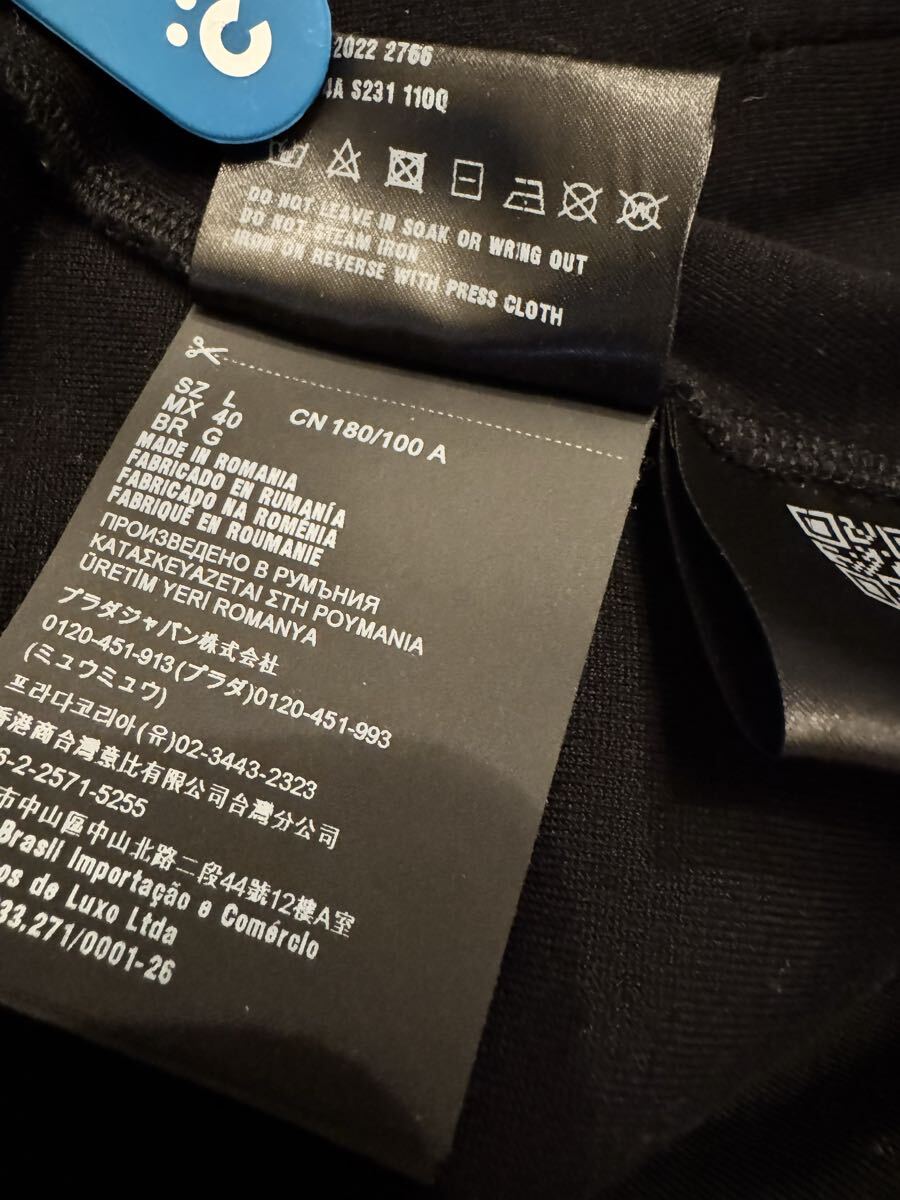 2022 2766
S231 110Q
DO NOT LEAVE IN SOAK OR WRING OUT
DO NOT STEAM IRON
IRON ON REVERSE WITH PRESS CLOTH
SZ L
MX 40 CN 180/100 A
BR G
MADE IN ROMANIA
FABRICADO EN RUMANÍA
FABRICADO NA ROMÉNIA
FABRIQUÉ EN ROUMANIE
ПРОИЗВЕДЕНО В РУМЪНИЯ
ΚΑΤΑΣΚΕΥΑΖΕΤΑΙ ΣΤΗ ΡΟΥΜΑΝΙΑ
ÜRETİM YERİ ROMANYA
プラダジャパン株式会社
0120-451-913(プラダ)0120-451-993
(ミュウミュウ)
프라다코리아(유)02-3443-2323
香港商台灣意比有限公司台灣分公司
6-2-2571-5255
市中山區中山北路二段44號12樓A室
Brasil Importação e Comércio
os de Luxo Ltda
33,271/0001-26